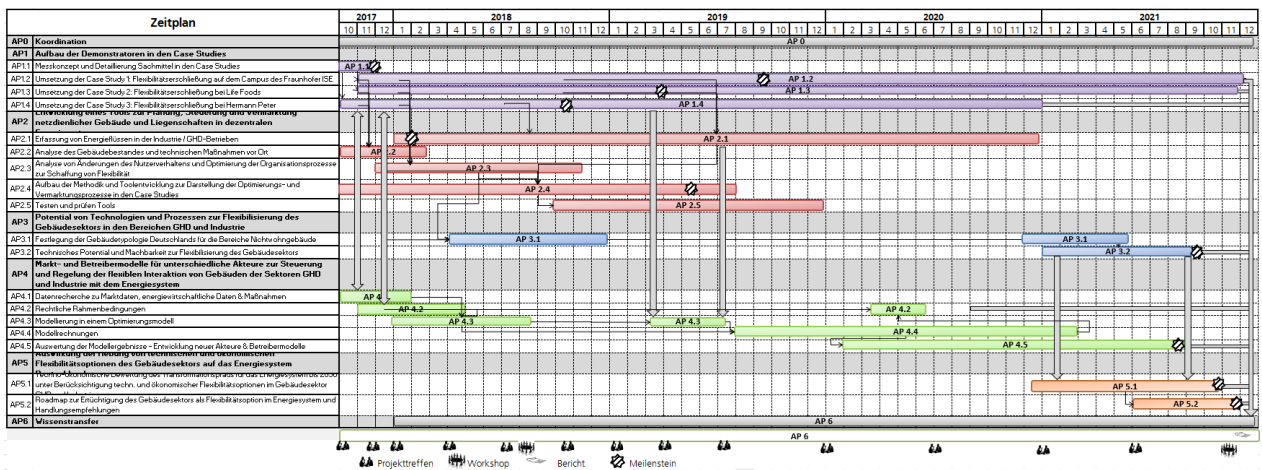 Zeitplan
2017 2018 2019 2020 2021
10 11 12 1 2 3 4 5 6 7 8 9 10 11 12 1 2 3 4 5 6 7 8 9 10 11 12 1 2 3 4 5 6 7 8 9 10 11 12 1 2 3 4 5 6 7 8 9 10 11 12
AP0 Koordination AP 0
AP1 Aufbau der Demonstratoren in den Case Studies
AP1.1 Messkonzept und Detaillierung Sachmittel in den Case Studies AP 1.1
AP1.2 Umsetzung der Case Study 1: Flexibilitätserschließung auf dem Campus des Fraunhofer ISE AP 1.2
AP1.3 Umsetzung der Case Study 2: Flexibilitätserschließung bei Life Foods AP 1.3
AP1.4 Umsetzung der Case Study 3: Flexibilitätserschließung bei Hermann Peter AP 1.4
AP2 Entwicklung eines Tools zur Planung, Steuerung und Vermarktung
netzdienlicher Gebäude und Liegenschaften in dezentralen
AP2.1 Erfassung von Energieflüssen in der Industrie / GHD-Betrieben AP 2.1
AP2.2 Analyse des Gebäudebestandes und technischen Maßnahmen vor Ort AP 2.2
AP2.3 Analyse von Änderungen des Nutzerverhaltens und Optimierung der Organisationsprozesse
zur Schaffung von Flexibilität AP 2.3
AP2.4 Aufbau der Methodik und Toolentwicklung zur Darstellung der Optimierungs- und
Vermarktungsprozesse in den Case Studies AP 2.4
AP2.5 Testen und prüfen Tools AP 2.5
AP3 Potential von Technologien und Prozessen zur Flexibilisierung des
Gebäudesektors in den Bereichen GHD und Industrie
AP3.1 Festlegung der Gebäudetypologie Deutschlands für die Bereiche Nichtwohngebäude AP 3.1 AP 3.1
AP3.2 Technisches Potential und Machbarkeit zur Flexibilisierung des Gebäudesektors AP 3.2
AP4 Markt- und Betreibermodelle für unterschiedliche Akteure zur Steuerung
und Regelung der flexiblen Interaktion von Gebäuden der Sektoren GHD
und Industrie mit dem Energiesystem
AP4.1 Datenrecherche zu Marktdaten, energiewirtschaftliche Daten & Maßnahmen AP 4
AP4.2 Rechtliche Rahmenbedingungen AP 4.2 AP 4.2
AP4.3 Modellierung in einem Optimierungsmodell AP 4.3 AP 4.3
AP4.4 Modellrechnungen AP 4.4
AP4.5 Auswertung der Modellergebnisse - Entwicklung neuer Akteure & Betreibermodelle AP 4.5
AP5 Auswirkung der Hebung von technischen und ökonomischen
Flexibilitätsoptionen des Gebäudesektors auf das Energiesystem
AP5.1 Techno-ökonomische Bewertung des Transformationspfads für das Energiesystem bis 2050
unter Berücksichtigung techn. und ökonomischer Flexibilitätsoptionen im Gebäudesektor AP 5.1
AP5.2 Roadmap zur Ertüchtigung des Gebäudesektors als Flexibilitätsoption im Energiesystem und
Handlungsempfehlungen AP 5.2
AP6 Wissenstransfer AP 6
AP 6
Projekttreffen Workshop Bericht Meilenstein